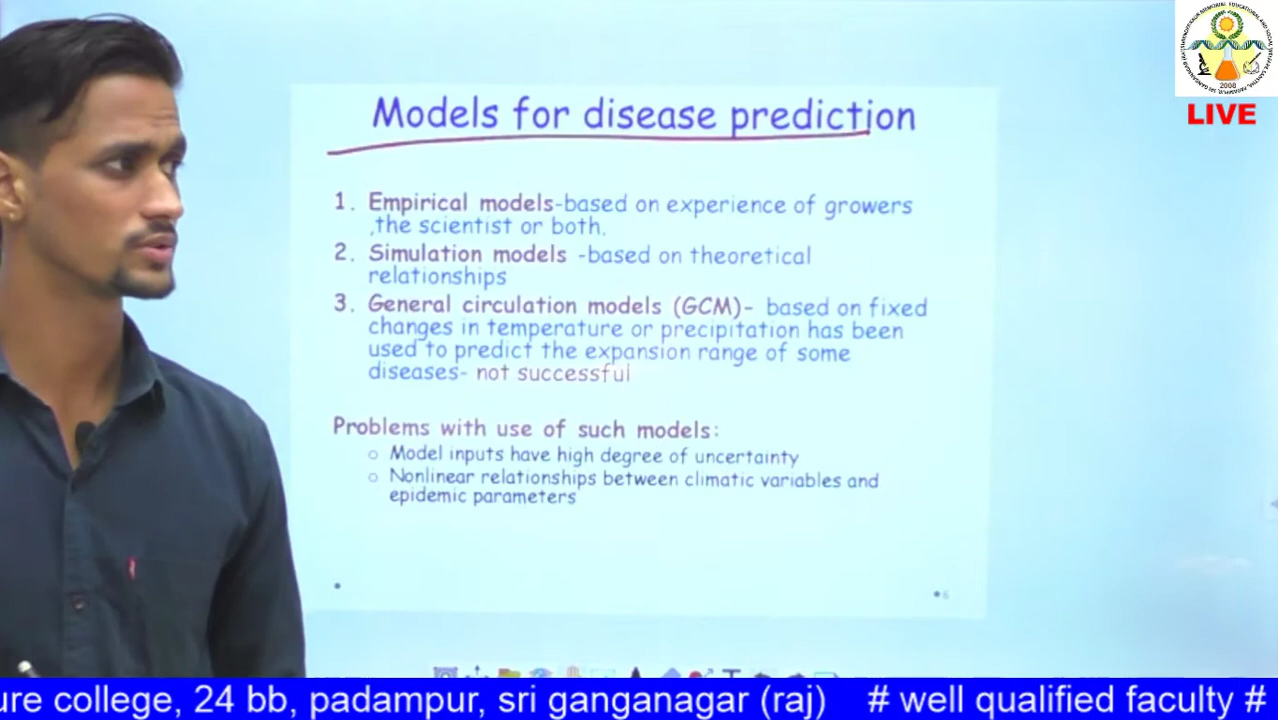 Models for disease prediction
1. Empirical models-based on experience of growers
,the scientist or both.
2. Simulation models -based on theoretical
relationships
3. General circulation models (GCM)- based on fixed
changes in temperature or precipitation has been
used to predict the expansion range of some
diseases- not successful
Problems with use of such models:
o Model inputs have high degree of uncertainty
o Nonlinear relationships between climatic variables and
epidemic parameters
6
2008
LIVE
ure college, 24 bb, padampur, sri ganganagar (raj) # well qualified faculty #